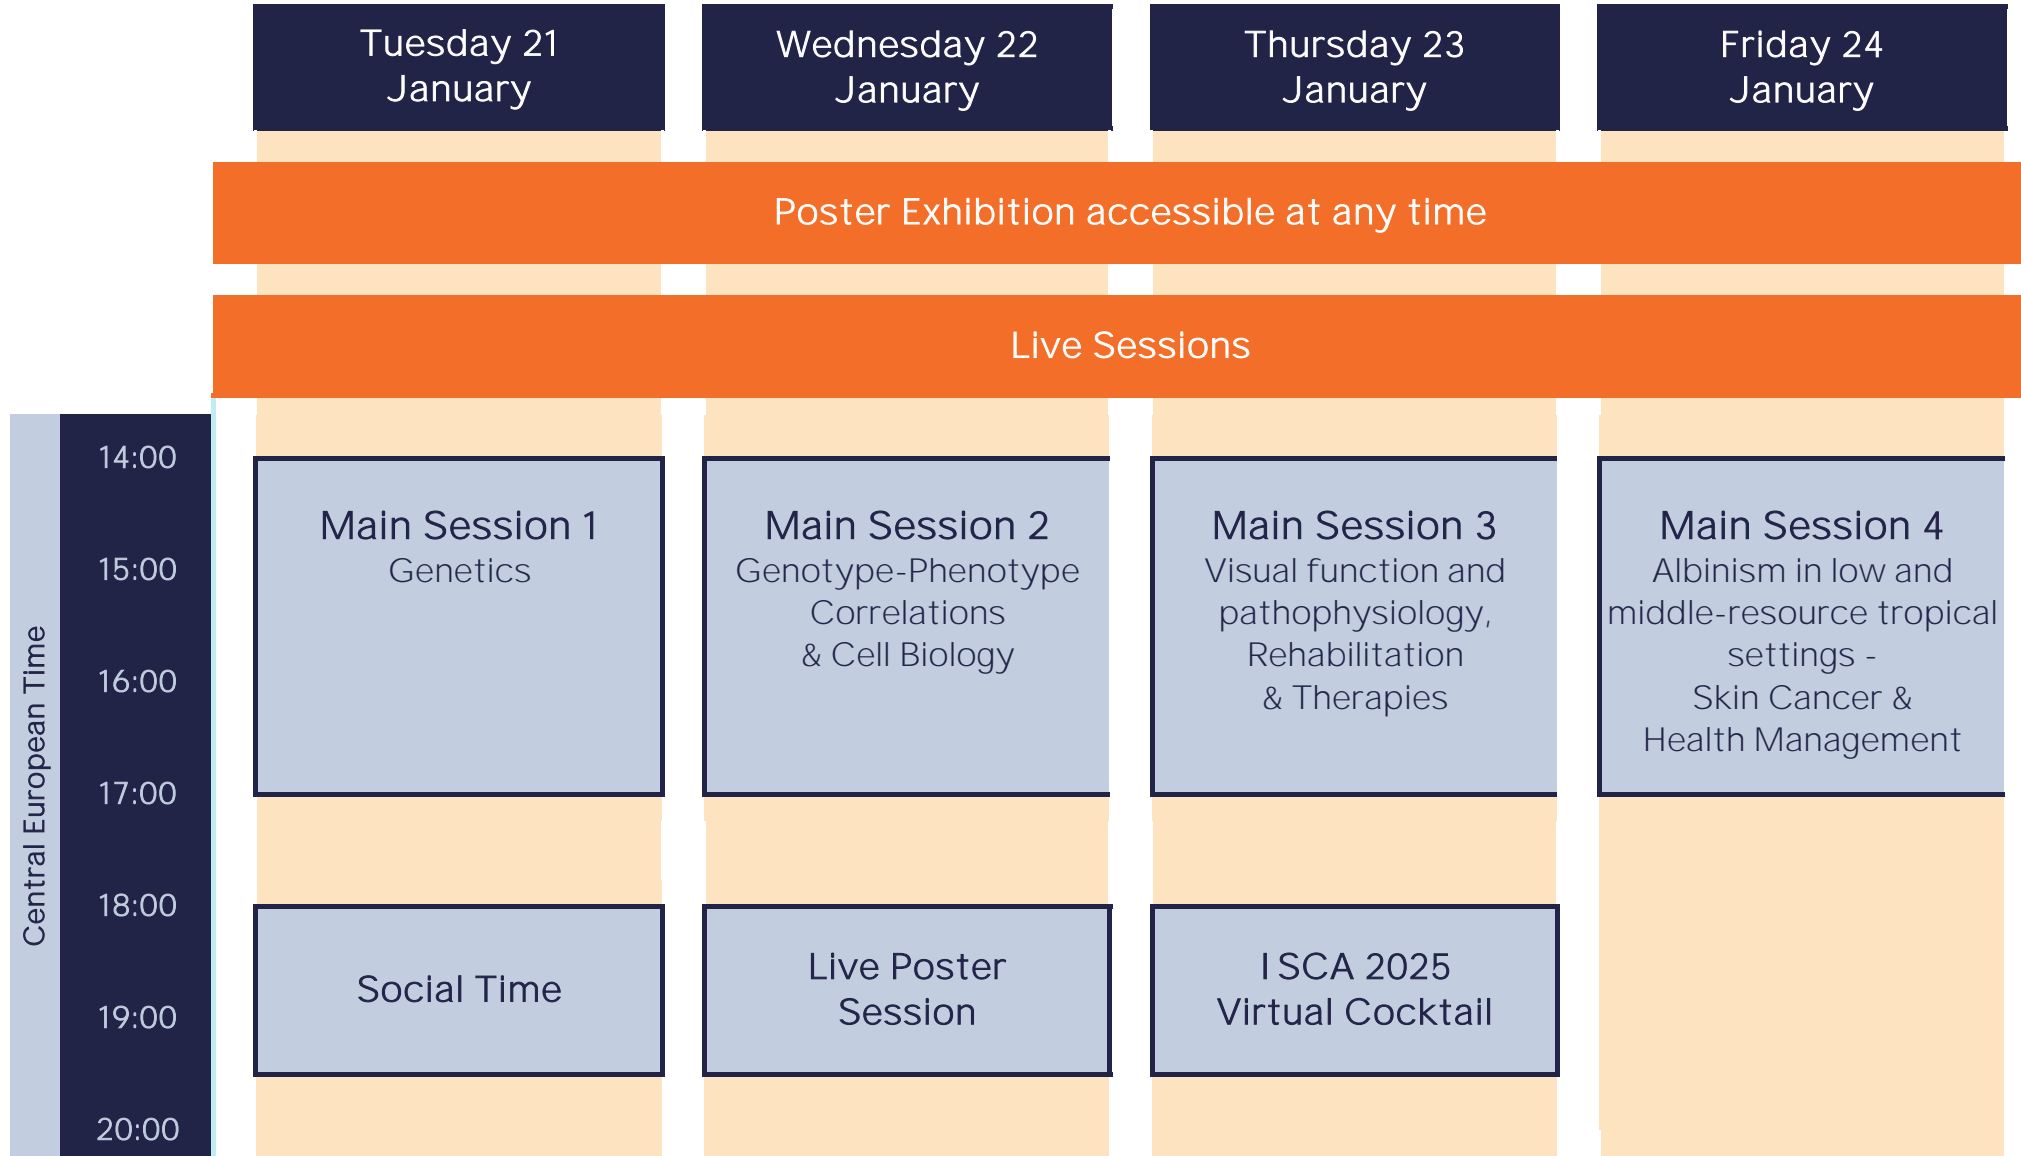 Tuesday 21
January
Wednesday 22
January
Thursday 23
January
Friday 24
January
Poster Exhibition accessible at any time
Live Sessions
Central European Time
14:00
15:00
16:00
17:00
18:00
19:00
20:00
Main Session 1
Genetics
Main Session 2
Genotype-Phenotype
Correlations
& Cell Biology
Main Session 3
Visual function and
pathophysiology,
Rehabilitation
& Therapies
Main Session 4
Albinism in low and
middle-resource tropical
settings -
Skin Cancer &
Health Management
Social Time
Live Poster
Session
ISCA 2025
Virtual Cocktail